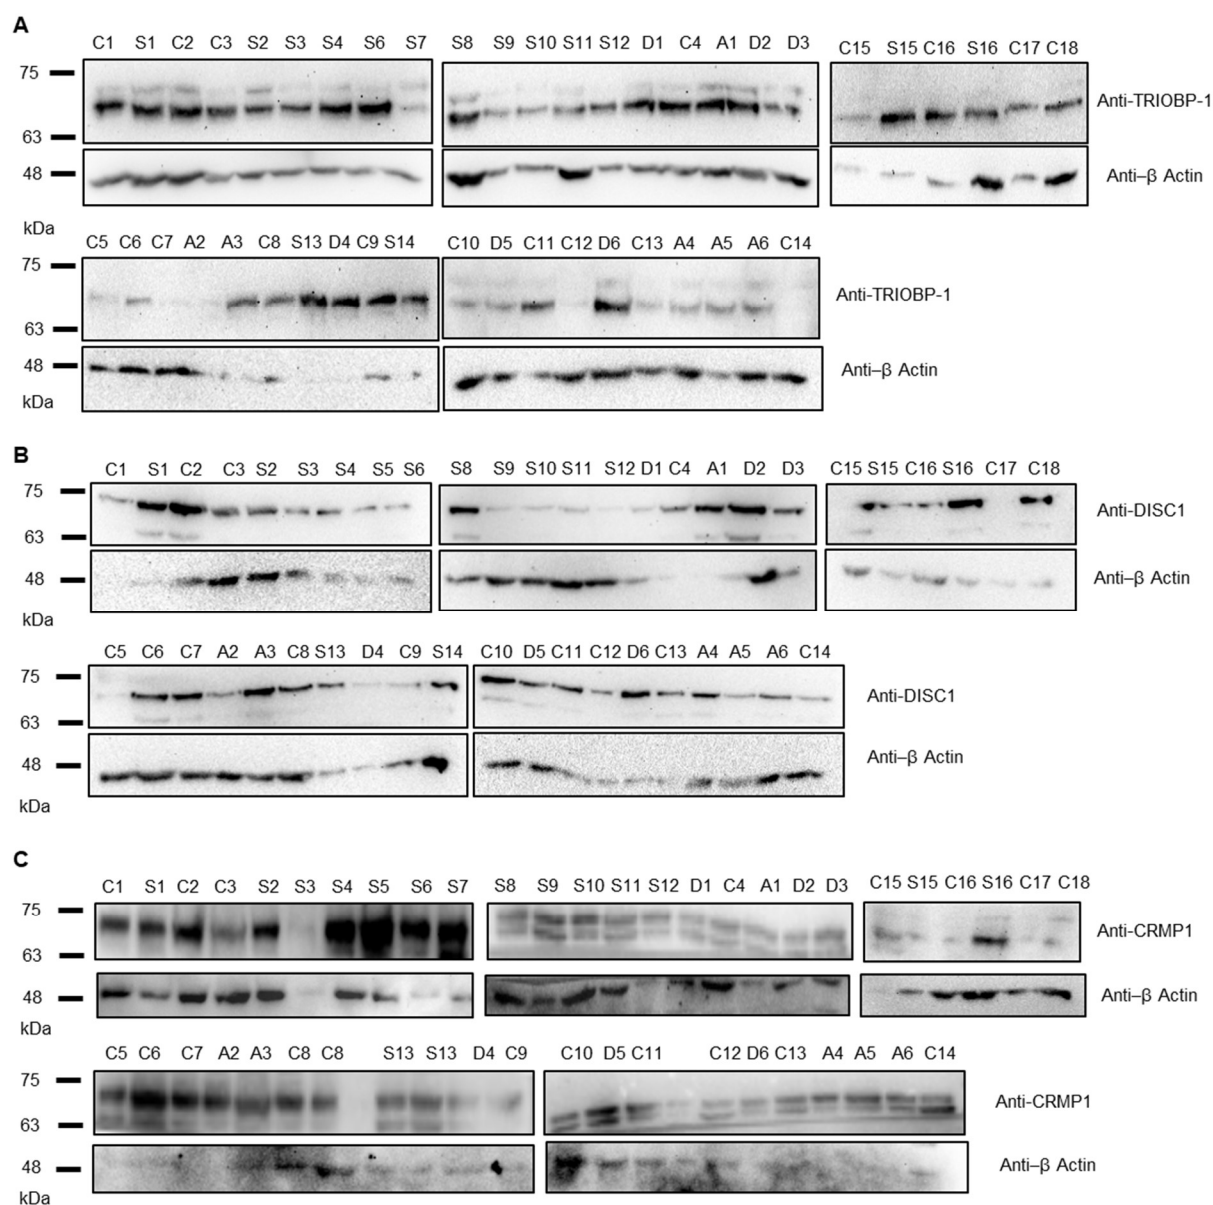 A
C1 S1 C2 C3 S2 S3 S4 S6 S7 S8 S9 S10 S11 S12 D1 C4 A1 D2 D3 C15 S15 C16 S16 C17 C18
75
Anti-TRIOBP-1
63
48 Anti–β Actin
kDa
C5 C6 C7 A2 A3 C8 S13 D4 C9 S14 C10 D5 C11 C12 D6 C13 A4 A5 A6 C14
75
Anti-TRIOBP-1
63
48 Anti–β Actin
kDa
B
C1 S1 C2 C3 S2 S3 S4 S5 S6 S8 S9 S10 S11 S12 D1 C4 A1 D2 D3 C15 S15 C16 S16 C17 C18
75
Anti-DISC1
63
48 Anti–β Actin
kDa
C5 C6 C7 A2 A3 C8 S13 D4 C9 S14 C10 D5 C11 C12 D6 C13 A4 A5 A6 C14
75
Anti-DISC1
63
48 Anti–β Actin
kDa
C
C1 S1 C2 C3 S2 S3 S4 S5 S6 S7 S8 S9 S10 S11 S12 D1 C4 A1 D2 D3 C15 S15 C16 S16 C17 C18
75
Anti-CRMP1
63
48 Anti–β Actin
kDa
C5 C6 C7 A2 A3 C8 C8 S13 S13 D4 C9 C10 D5 C11 C12 D6 C13 A4 A5 A6 C14
75
Anti-CRMP1
63
48 Anti–β Actin
kDa